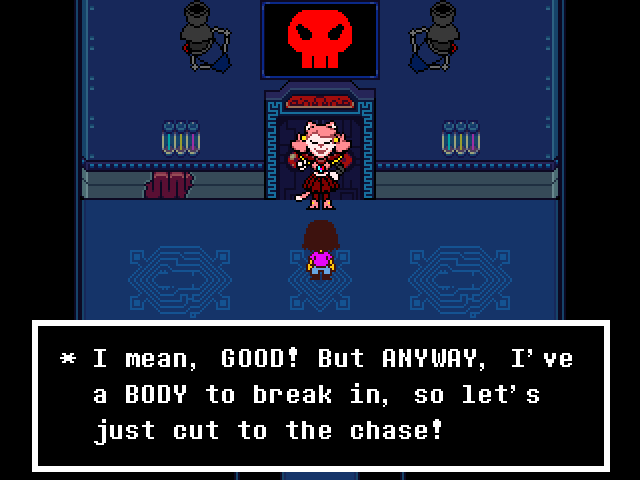 * I mean, GOOD! But ANYWAY, I've
a BODY to break in, so let's
just cut to the chase!